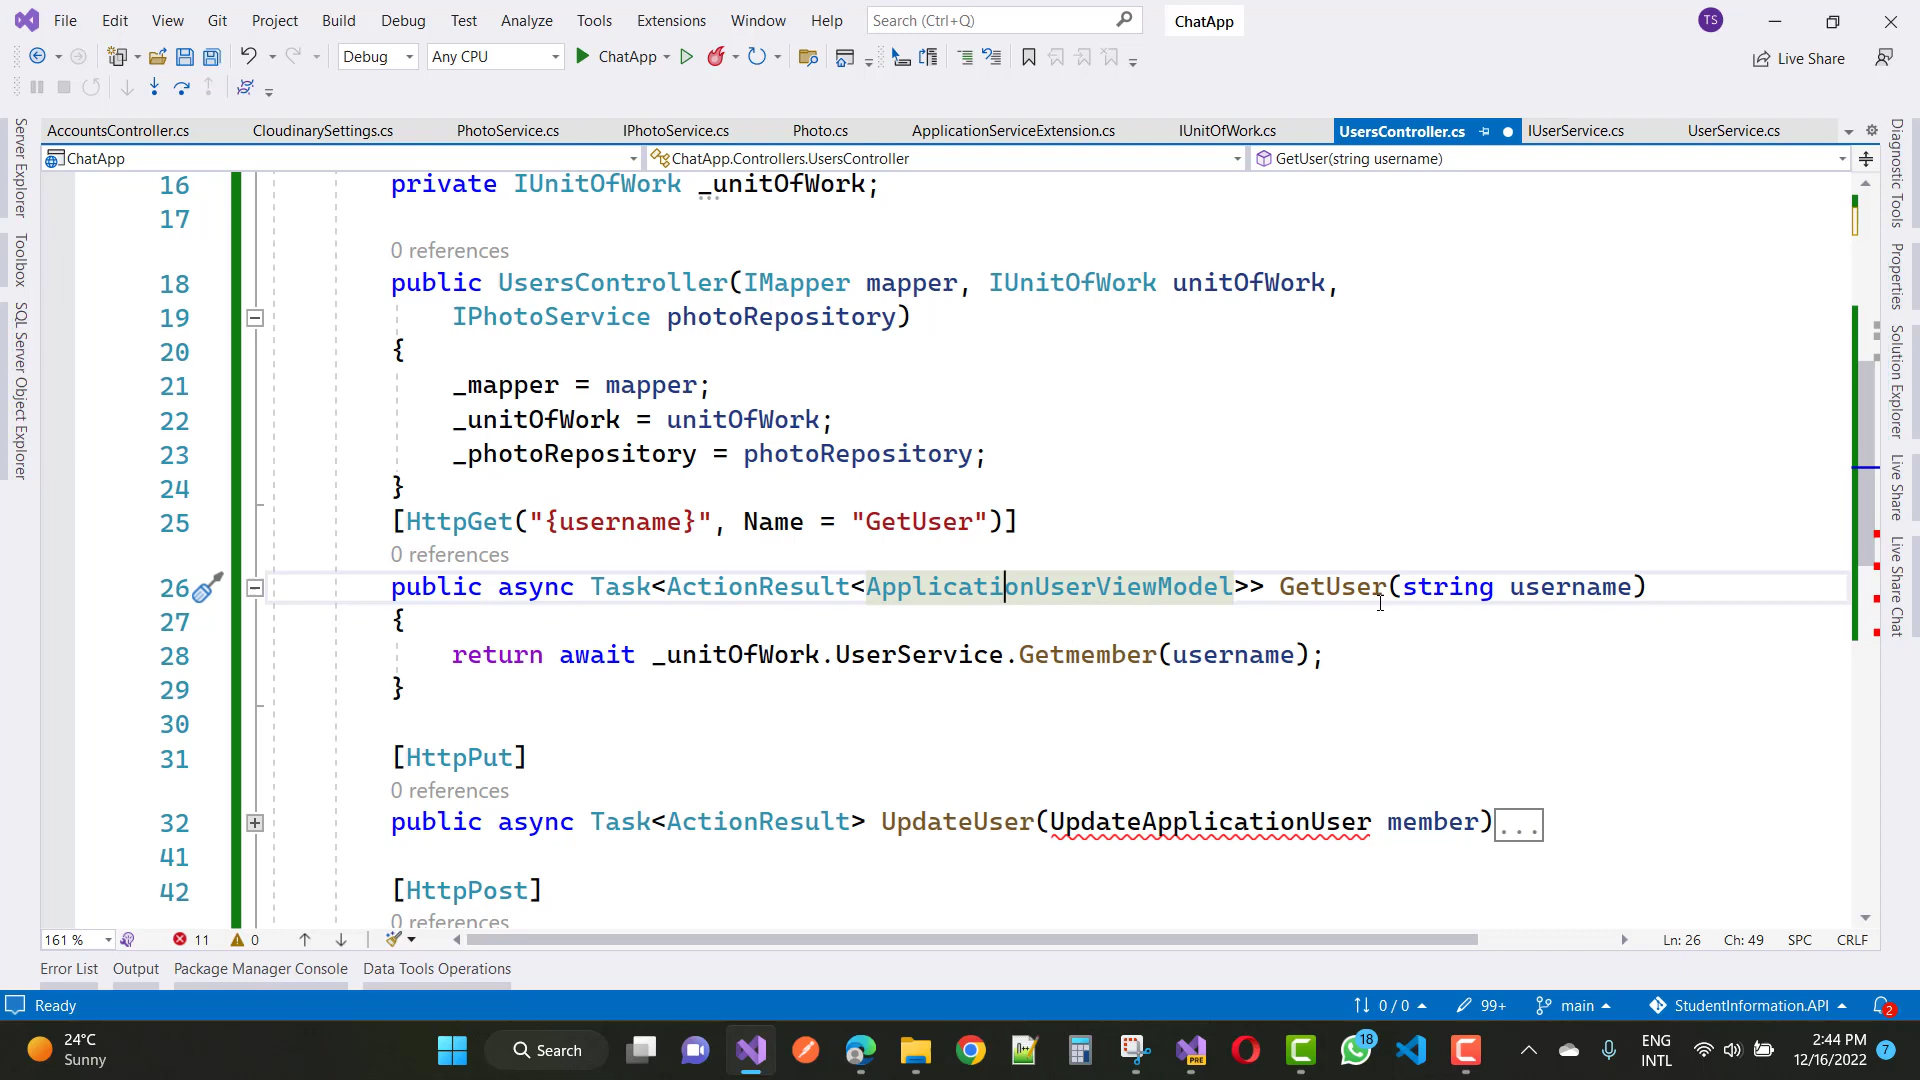 File Edit View Git Project Build Debug Test Analyze Tools Extensions Window Help Search (Ctrl+Q) ChatApp TS
Debug Any CPU ChatApp Live Share
AccountsController.cs CloudinarySettings.cs PhotoService.cs IPhotoService.cs Photo.cs ApplicationServiceExtension.cs IUnitOfWork.cs UsersController.cs IUserService.cs UserService.cs
ChatApp ChatApp.Controllers.UsersController GetUser(string username)
Server Explorer
Toolbox
SQL Server Object Explorer
16 private IUnitOfWork _unitOfWork;
17
0 references
18 public UsersController(IMapper mapper, IUnitOfWork unitOfWork,
19 IPhotoService photoRepository)
20 {
21 _mapper = mapper;
22 _unitOfWork = unitOfWork;
23 _photoRepository = photoRepository;
24 }
25 [HttpGet("{username}", Name = "GetUser")]
0 references
26 public async Task<ActionResult<ApplicationUserViewModel>> GetUser(string username)
27 {
28 return await _unitOfWork.UserService.Getmember(username);
29 }
30
31 [HttpPut]
0 references
32 public async Task<ActionResult> UpdateUser(UpdateApplicationUser member)...
41
42 [HttpPost]
0 references
Diagnostic Tools
Properties
Solution Explorer
Live Share
Live Share Chat
161 % 11 0 Ln: 26 Ch: 49 SPC CRLF
Error List Output Package Manager Console Data Tools Operations
Ready 0 / 0 99+ main StudentInformation.API 2
24°C
Sunny
Search
PRE
18
ENG
INTL
2:44 PM
12/16/2022
7